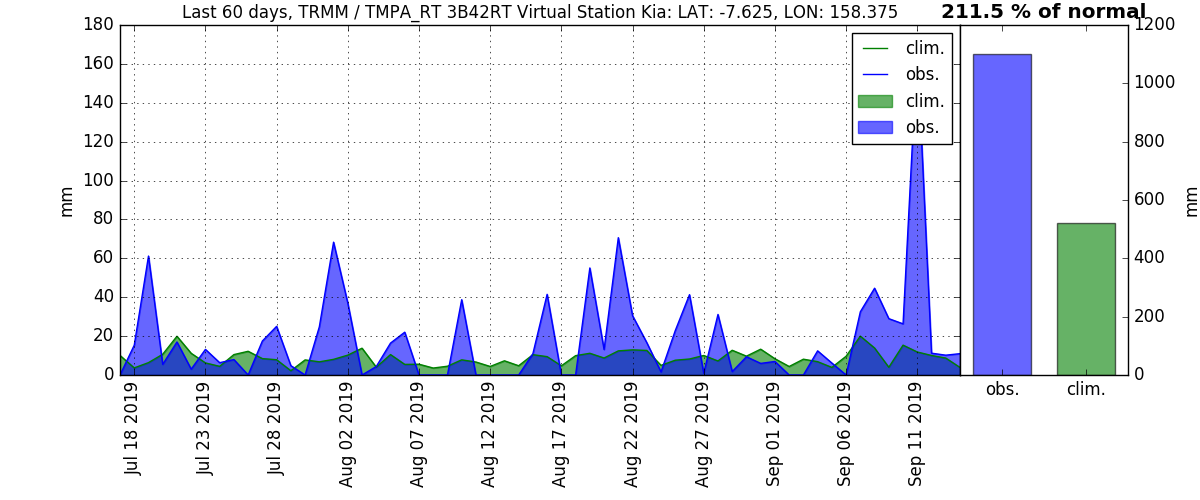 Last 60 days, TRMM / TMPA_RT 3B42RT Virtual Station Kia: LAT: -7.625, LON: 158.375
211.5 % of normal
180
160
140
120
100
80
60
40
20
0
mm
clim.
obs.
clim.
obs.
Jul 18 2019
Jul 23 2019
Jul 28 2019
Aug 02 2019
Aug 07 2019
Aug 12 2019
Aug 17 2019
Aug 22 2019
Aug 27 2019
Sep 01 2019
Sep 06 2019
Sep 11 2019
1200
1000
800
600
400
200
0
mm
obs.
clim.